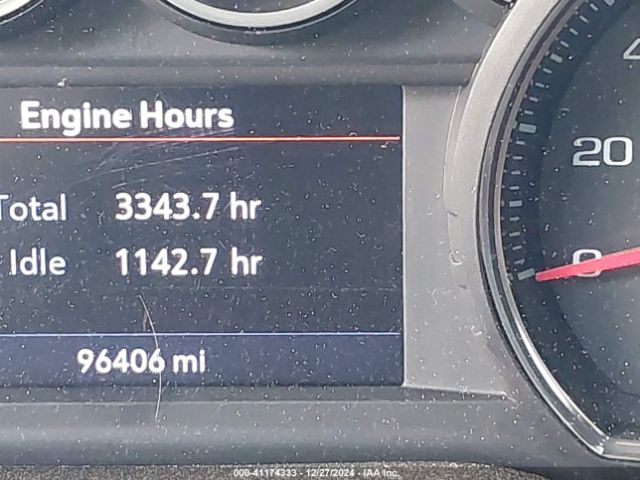 Engine Hours
Total 3343.7 hr
Idle 1142.7 hr
96406 mi
20
0
000-41174333 - 12/27/2024 - IAA Inc.